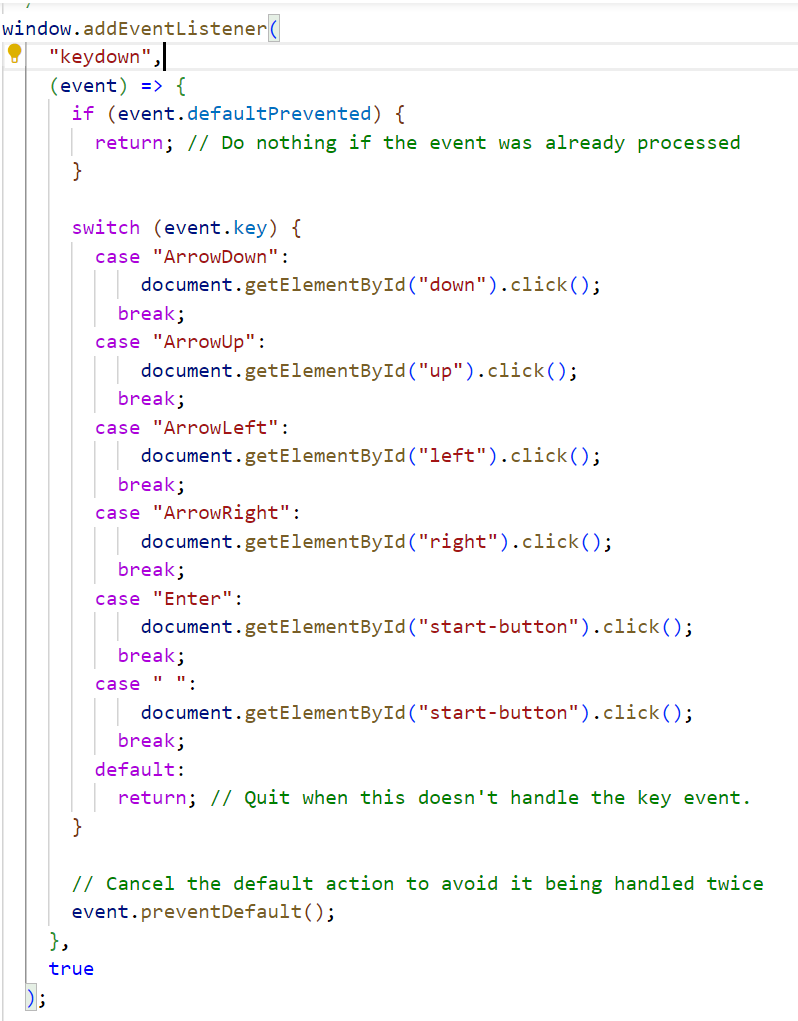 window.addEventListener(
"keydown",
(event) => {
if (event.defaultPrevented) {
return; // Do nothing if the event was already processed
}
switch (event.key) {
case "ArrowDown":
document.getElementById("down").click();
break;
case "ArrowUp":
document.getElementById("up").click();
break;
case "ArrowLeft":
document.getElementById("left").click();
break;
case "ArrowRight":
document.getElementById("right").click();
break;
case "Enter":
document.getElementById("start-button").click();
break;
case " ":
document.getElementById("start-button").click();
break;
default:
return; // Quit when this doesn't handle the key event.
}
// Cancel the default action to avoid it being handled twice
event.preventDefault();
},
true
);